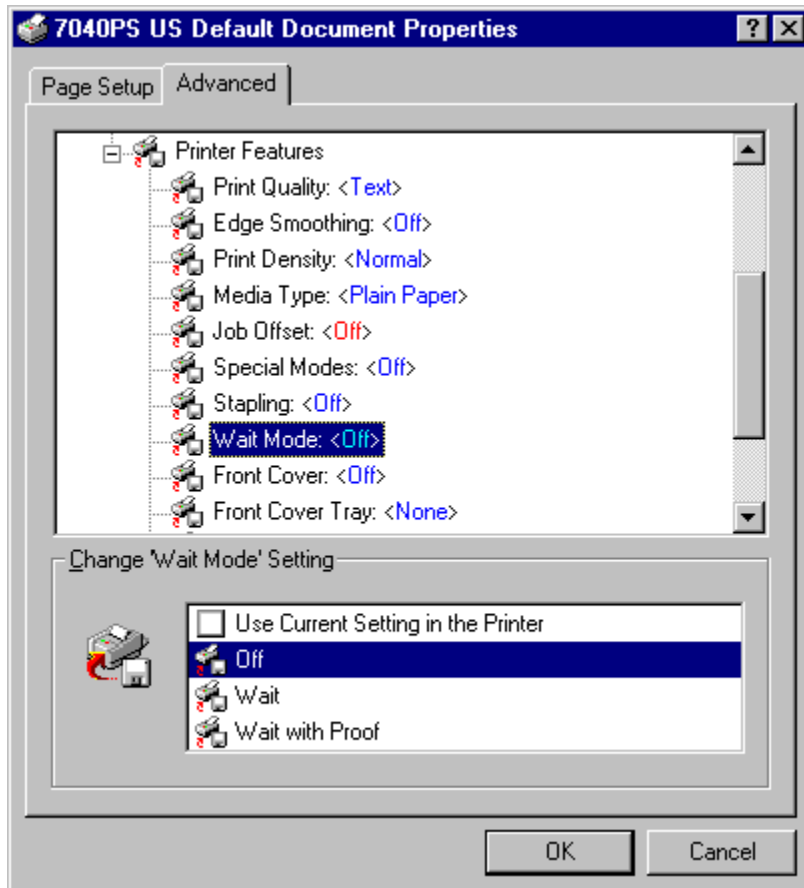 7040PS US Default Document Properties
Page Setup Advanced
Printer Features
Print Quality: <Text>
Edge Smoothing: <Off>
Print Density: <Normal>
Media Type: <Plain Paper>
Job Offset: <Off>
Special Modes: <Off>
Stapling: <Off>
Wait Mode: <Off>
Front Cover: <Off>
Front Cover Tray: <None>
Change 'Wait Mode' Setting
Use Current Setting in the Printer
Off
Wait
Wait with Proof
OK Cancel